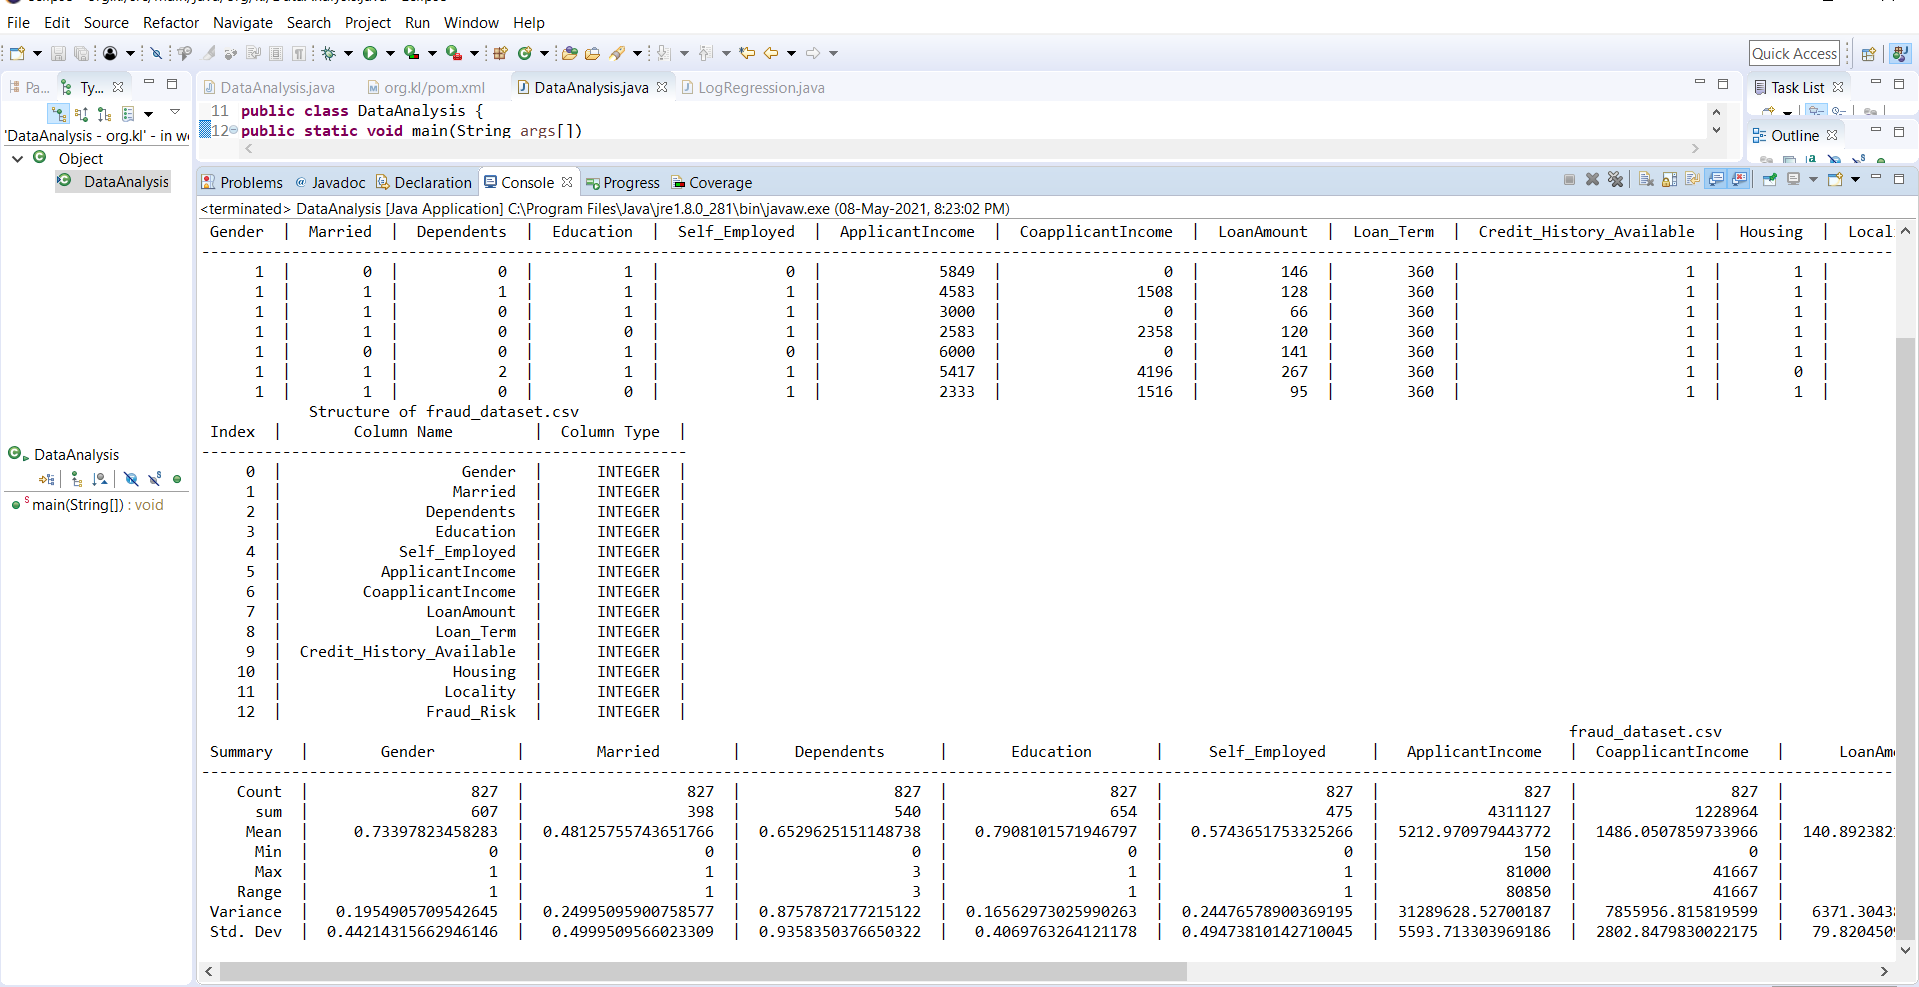 File Edit Source Refactor Navigate Search Project Run Window Help
Quick Access
Pa... Ty...
DataAnalysis.java org.kl/pom.xml DataAnalysis.java LogRegression.java
Task List
11 public class DataAnalysis {
12 public static void main(String args[])
'DataAnalysis - org.kl' - in
Outline
Object
DataAnalysis
DataAnalysis
main(String[]) : void
Problems @ Javadoc Declaration Console Progress Coverage
<terminated> DataAnalysis [Java Application] C:\Program Files\Java\jre1.8.0_281\bin\javaw.exe (08-May-2021, 8:23:02 PM)
Gender | Married | Dependents | Education | Self_Employed | ApplicantIncome | CoapplicantIncome | LoanAmount | Loan_Term | Credit_History_Available | Housing | Locali
1 | 0 | 0 | 1 | 0 | 5849 | 0 | 146 | 360 | 1 | 1 |
1 | 1 | 1 | 1 | 1 | 4583 | 1508 | 128 | 360 | 1 | 1 |
1 | 1 | 0 | 1 | 1 | 3000 | 0 | 66 | 360 | 1 | 1 |
1 | 1 | 0 | 0 | 1 | 2583 | 2358 | 120 | 360 | 1 | 1 |
1 | 0 | 0 | 1 | 0 | 6000 | 0 | 141 | 360 | 1 | 1 |
1 | 1 | 2 | 1 | 1 | 5417 | 4196 | 267 | 360 | 1 | 0 |
1 | 1 | 0 | 0 | 1 | 2333 | 1516 | 95 | 360 | 1 | 1 |
Structure of fraud_dataset.csv
Index | Column Name | Column Type |
0 | Gender | INTEGER |
1 | Married | INTEGER |
2 | Dependents | INTEGER |
3 | Education | INTEGER |
4 | Self_Employed | INTEGER |
5 | ApplicantIncome | INTEGER |
6 | CoapplicantIncome | INTEGER |
7 | LoanAmount | INTEGER |
8 | Loan_Term | INTEGER |
9 | Credit_History_Available | INTEGER |
10 | Housing | INTEGER |
11 | Locality | INTEGER |
12 | Fraud_Risk | INTEGER |
fraud_dataset.csv
Summary | Gender | Married | Dependents | Education | Self_Employed | ApplicantIncome | CoapplicantIncome | LoanAm
Count | 827 | 827 | 827 | 827 | 827 | 827 | 827 |
sum | 607 | 398 | 540 | 654 | 475 | 4311127 | 1228964 |
Mean | 0.73397823458283 | 0.48125755743651766 | 0.6529625151148738 | 0.7908101571946797 | 0.5743651753325266 | 5212.970979443772 | 1486.0507859733966 | 140.892382
Min | 0 | 0 | 0 | 0 | 0 | 150 | 0 |
Max | 1 | 1 | 3 | 1 | 1 | 81000 | 41667 |
Range | 1 | 1 | 3 | 1 | 1 | 80850 | 41667 |
Variance | 0.1954905709542645 | 0.24995095900758577 | 0.8757872177215122 | 0.16562973025990263 | 0.24476578900369195 | 31289628.52700187 | 7855956.815819599 | 6371.3043
Std. Dev | 0.44214315662946146 | 0.4999509566023309 | 0.9358350376650322 | 0.4069763264121178 | 0.49473810142710045 | 5593.713303969186 | 2802.8479830022175 | 79.820450